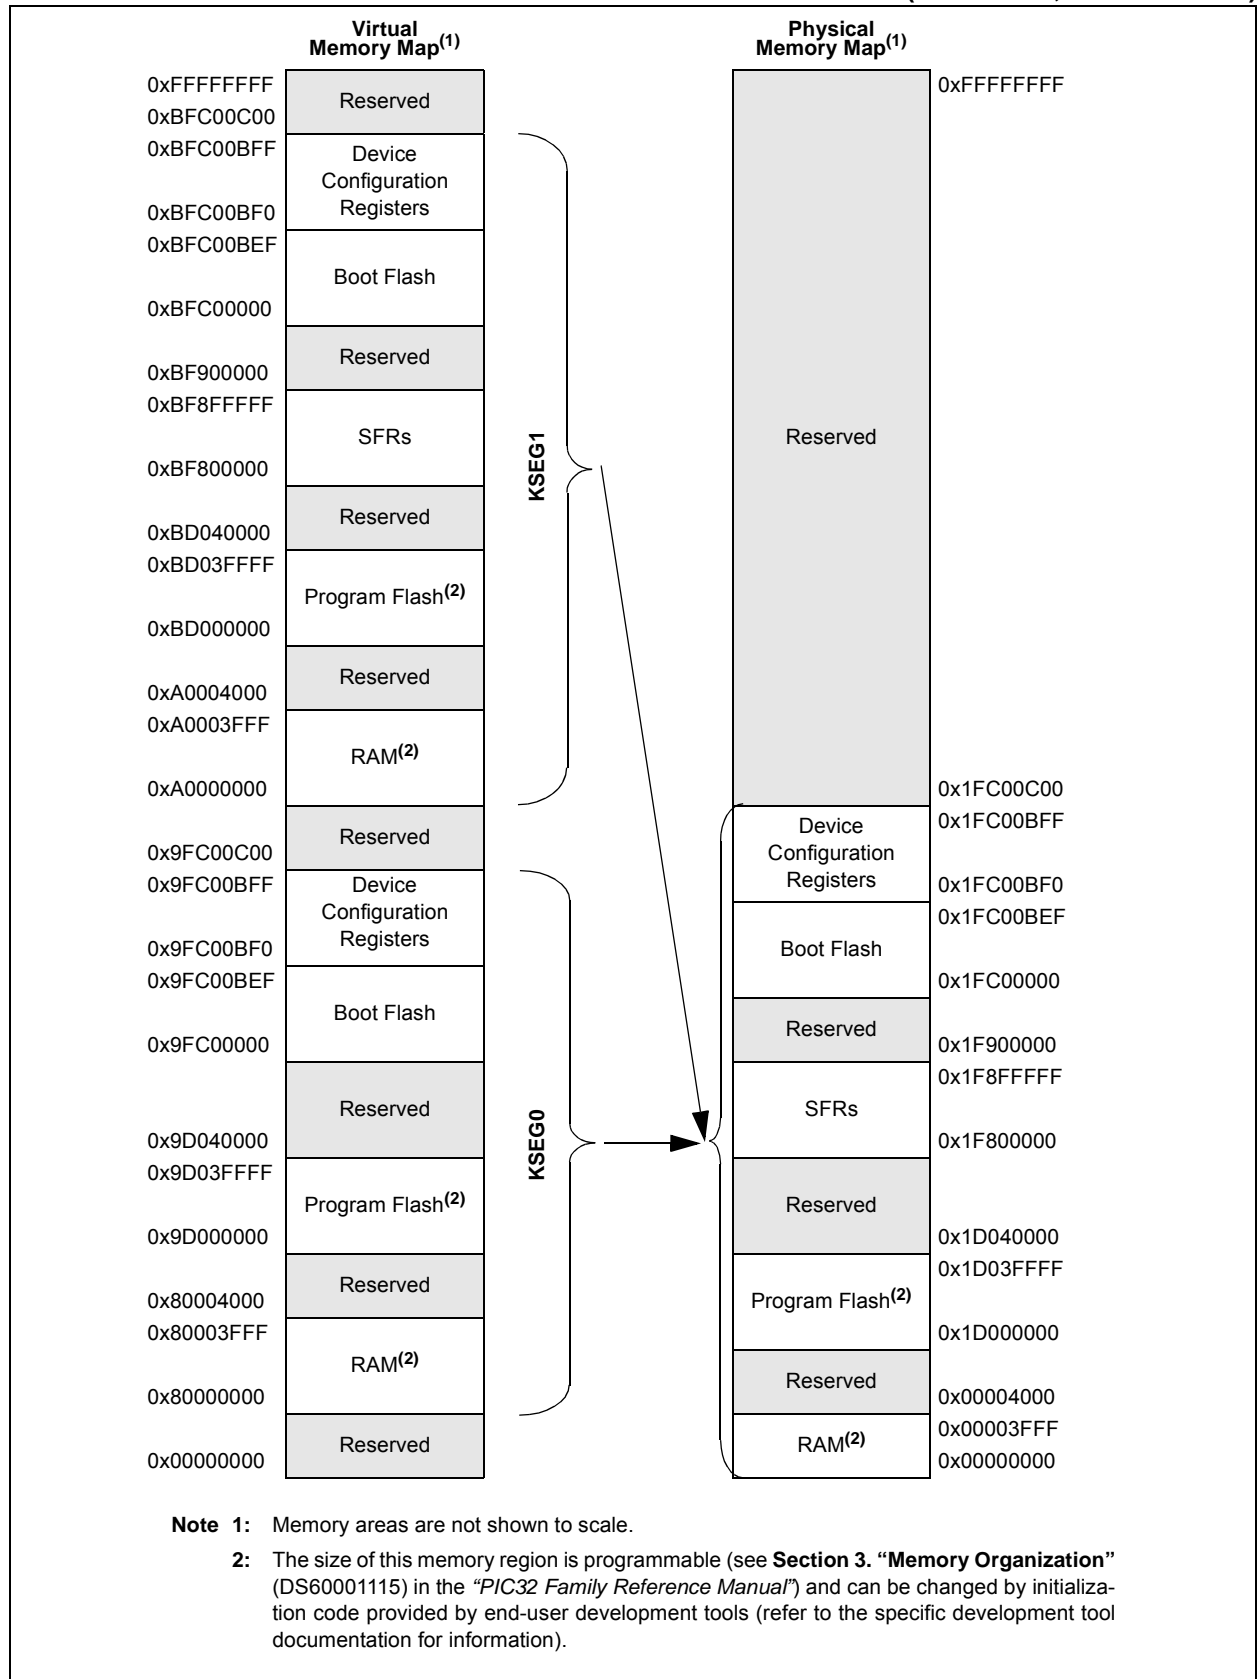 Virtual
Memory Map(1)
Physical
Memory Map(1)
0xFFFFFFFF
Reserved
0xBFC00C00
0xBFC00BFF
Device
Configuration
Registers
0xBFC00BF0
0xBFC00BEF
Boot Flash
0xBFC00000
Reserved
0xBF900000
0xBF8FFFFF
SFRs
0xBF800000
Reserved
0xBD040000
0xBD03FFFF
Program Flash(2)
0xBD000000
Reserved
0xA0004000
0xA0003FFF
RAM(2)
0xA0000000
Reserved
0x9FC00C00
0x9FC00BFF
Device
Configuration
Registers
0x9FC00BF0
0x9FC00BEF
Boot Flash
0x9FC00000
Reserved
0x9D040000
0x9D03FFFF
Program Flash(2)
0x9D000000
Reserved
0x80004000
0x80003FFF
RAM(2)
0x80000000
Reserved
0x00000000
KSEG1
KSEG0
0xFFFFFFFF
Reserved
0x1FC00C00
0x1FC00BFF
Device
Configuration
Registers
0x1FC00BF0
0x1FC00BEF
Boot Flash
0x1FC00000
Reserved
0x1F900000
0x1F8FFFFF
SFRs
0x1F800000
Reserved
0x1D040000
0x1D03FFFF
Program Flash(2)
0x1D000000
Reserved
0x00004000
0x00003FFF
RAM(2)
0x00000000
Note 1: Memory areas are not shown to scale.
2: The size of this memory region is programmable (see Section 3. “Memory Organization”
(DS60001115) in the “PIC32 Family Reference Manual”) and can be changed by initializa-
tion code provided by end-user development tools (refer to the specific development tool
documentation for information).